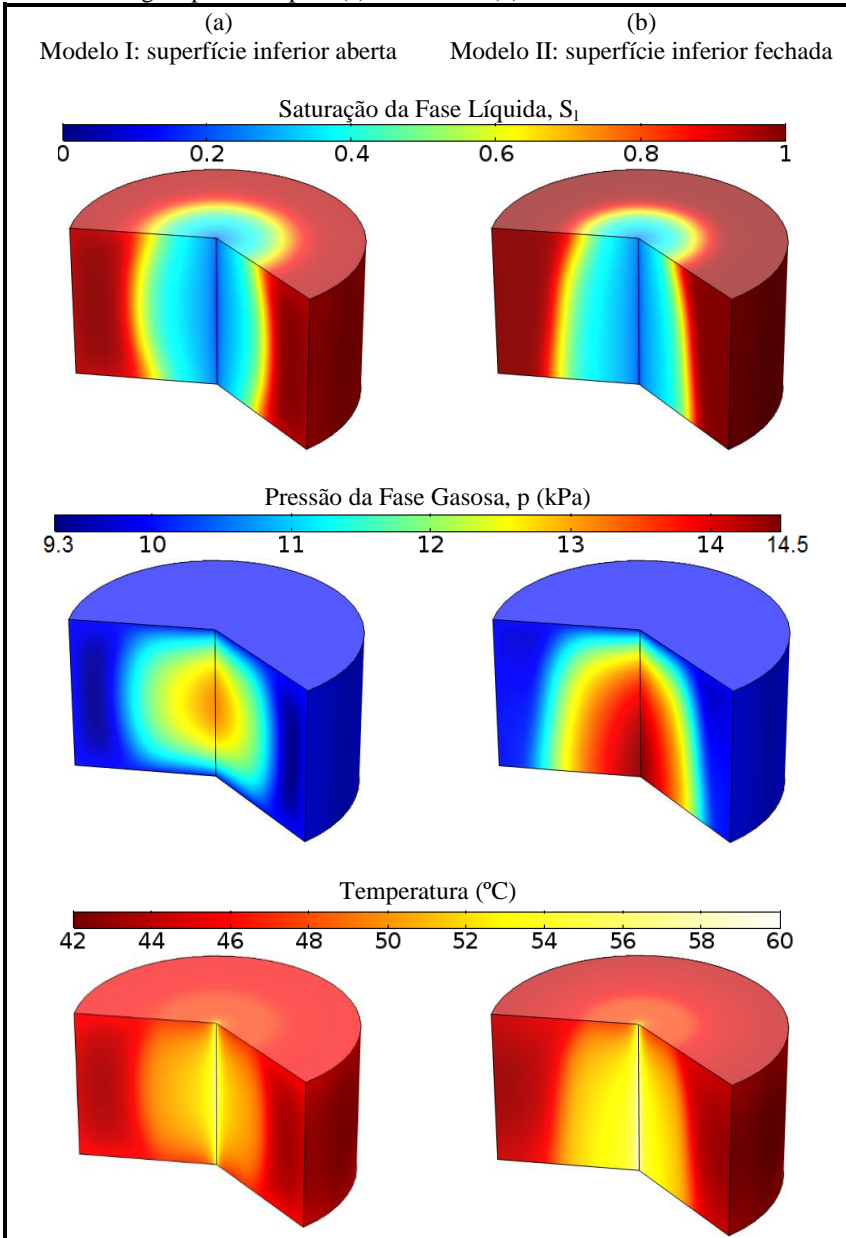 (a) (b)
Modelo I: superfície inferior aberta Modelo II: superfície inferior fechada
Saturação da Fase Líquida, Sl
0 0.2 0.4 0.6 0.8 1
Pressão da Fase Gasosa, p (kPa)
9.3 10 11 12 13 14 14.5
Temperatura (ºC)
42 44 46 48 50 52 54 56 58 60